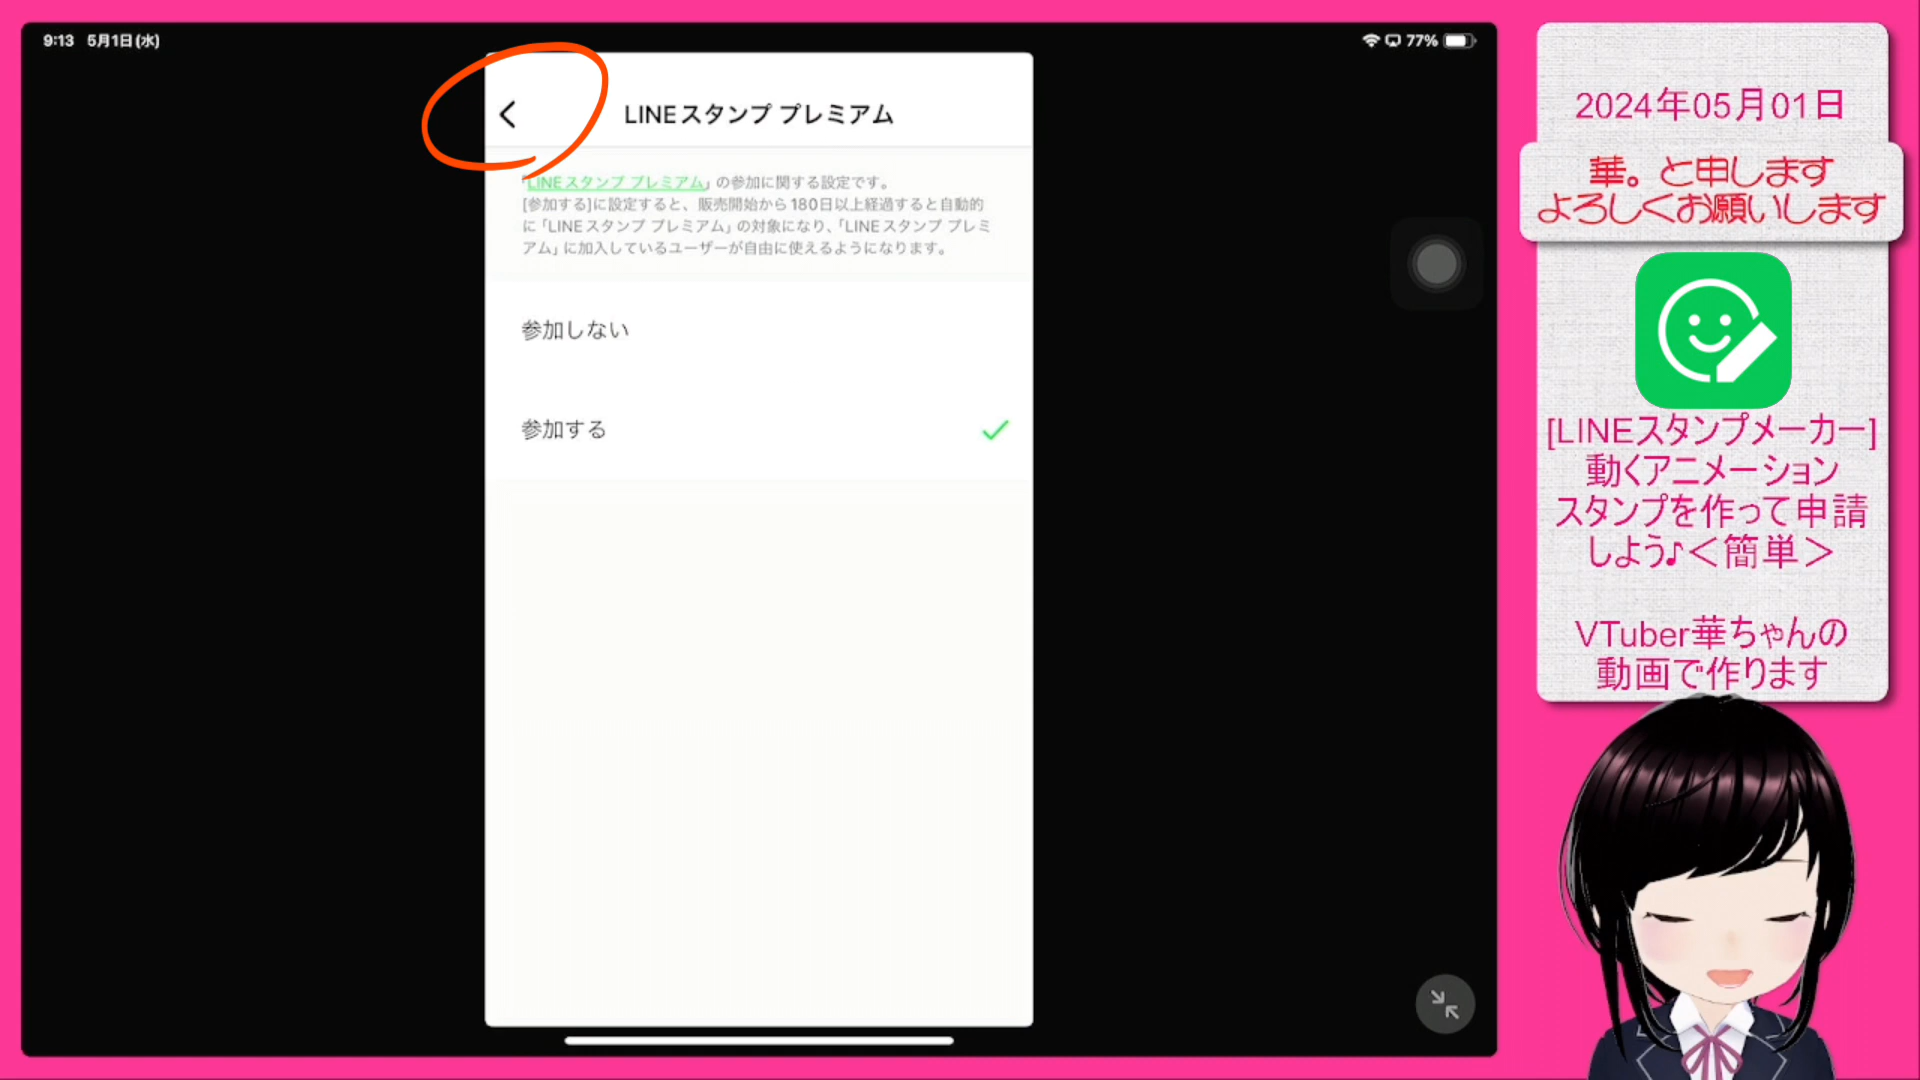 9:13 5月1日(水)
77%
LINEスタンプ プレミアム
「LINEスタンプ プレミアム」の参加に関する設定です。
[参加する]に設定すると、販売開始から180日以上経過すると自動的
に「LINEスタンプ プレミアム」の対象になり、「LINEスタンプ プレミ
アム」に加入しているユーザーが自由に使えるようになります。
参加しない
参加する
2024年05月01日
華。と申します
よろしくお願いします
[LINEスタンプメーカー]
動くアニメーション
スタンプを作って申請
しよう♪＜簡単＞
VTuber華ちゃんの
動画で作ります